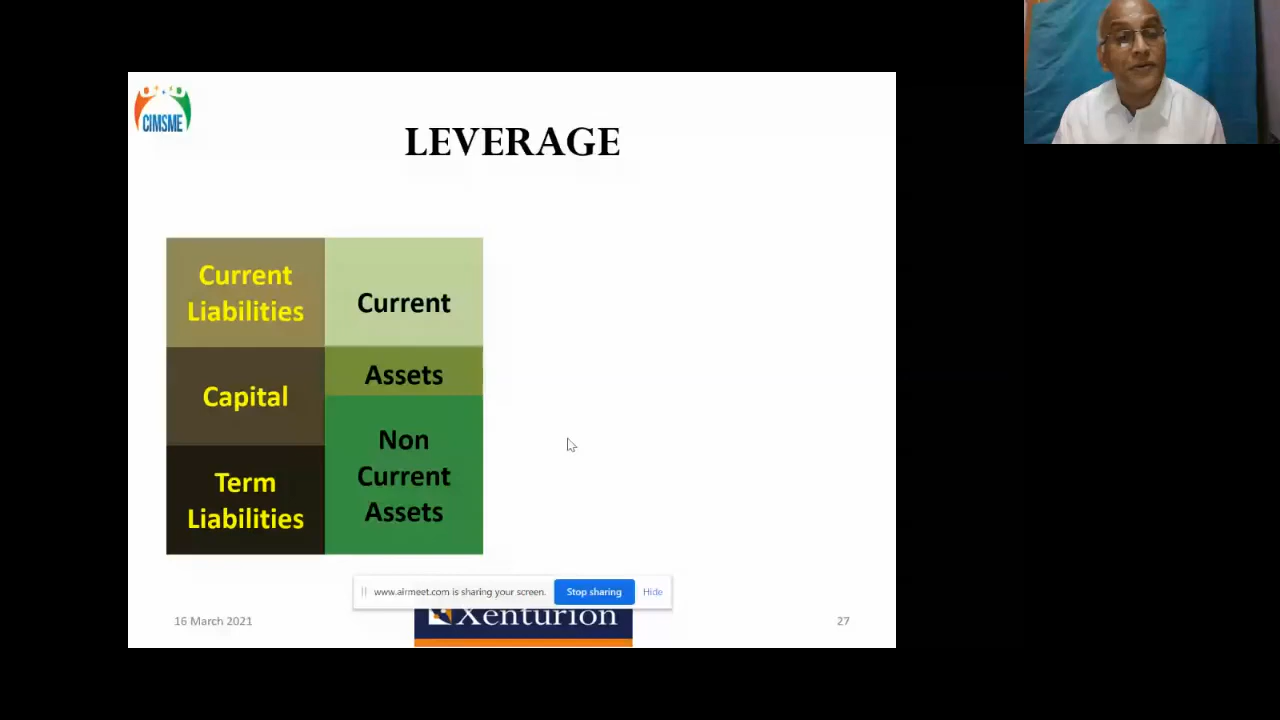 CIMSME
LEVERAGE
Current
Liabilities
Capital
Term
Liabilities
Current
Assets
Non
Current
Assets
www.airmeet.com is sharing your screen.
Stop sharing
Hide
16 March 2021
Xenturion
27